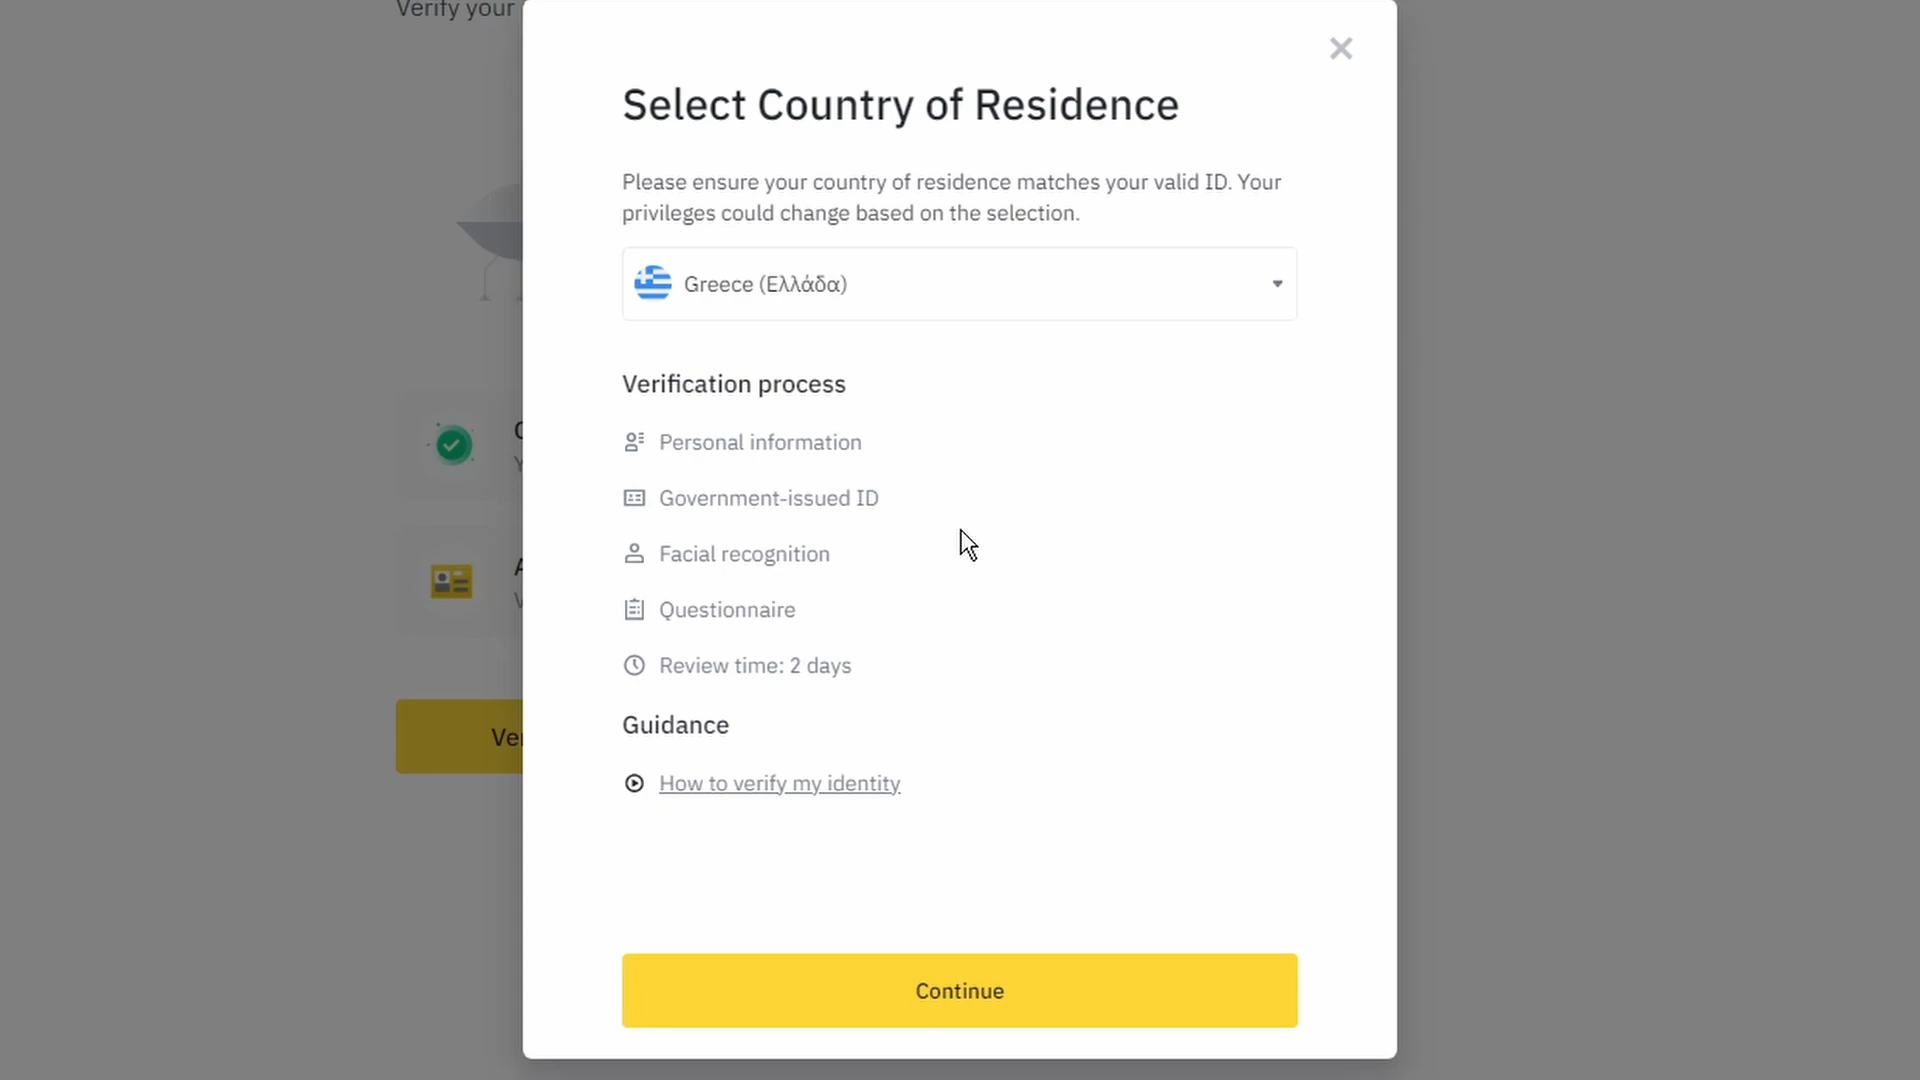 Verify your
Select Country of Residence
Please ensure your country of residence matches your valid ID. Your
privileges could change based on the selection.
Greece (Ελλάδα)
Verification process
Personal information
Government-issued ID
Facial recognition
Questionnaire
Review time: 2 days
Guidance
How to verify my identity
Continue